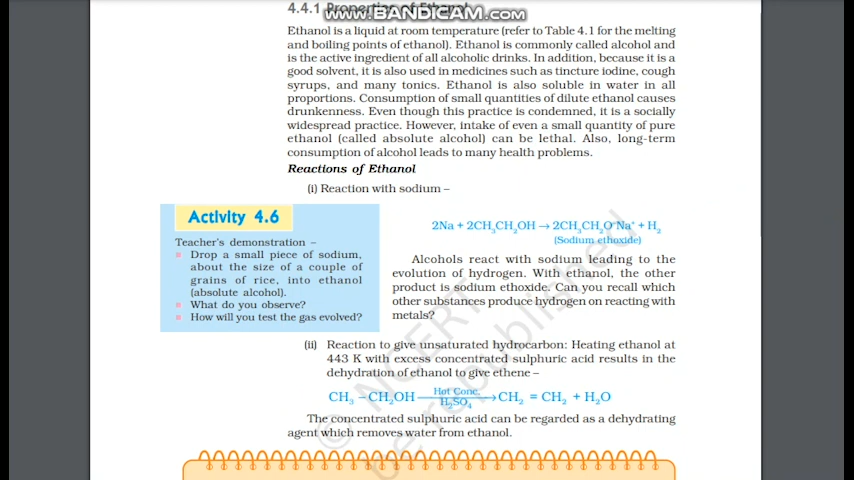 4.4.1 Properties of Ethanol
www.BANDICAM.com
Ethanol is a liquid at room temperature (refer to Table 4.1 for the melting
and boiling points of ethanol). Ethanol is commonly called alcohol and
is the active ingredient of all alcoholic drinks. In addition, because it is a
good solvent, it is also used in medicines such as tincture iodine, cough
syrups, and many tonics. Ethanol is also soluble in water in all
proportions. Consumption of small quantities of dilute ethanol causes
drunkenness. Even though this practice is condemned, it is a socially
widespread practice. However, intake of even a small quantity of pure
ethanol (called absolute alcohol) can be lethal. Also, long-term
consumption of alcohol leads to many health problems.
Reactions of Ethanol
(i) Reaction with sodium –
Activity 4.6
Teacher's demonstration –
Drop a small piece of sodium,
about the size of a couple of
grains of rice, into ethanol
(absolute alcohol).
What do you observe?
How will you test the gas evolved?
2Na + 2CH₃CH₂OH → 2CH₃CH₂O⁻Na⁺ + H₂
(Sodium ethoxide)
Alcohols react with sodium leading to the
evolution of hydrogen. With ethanol, the other
product is sodium ethoxide. Can you recall which
other substances produce hydrogen on reacting with
metals?
(ii) Reaction to give unsaturated hydrocarbon: Heating ethanol at
443 K with excess concentrated sulphuric acid results in the
dehydration of ethanol to give ethene –
Hot Conc.
CH₃ – CH₂OH → CH₂ = CH₂ + H₂O
H₂SO₄
The concentrated sulphuric acid can be regarded as a dehydrating
agent which removes water from ethanol.
© NCERT
be republished